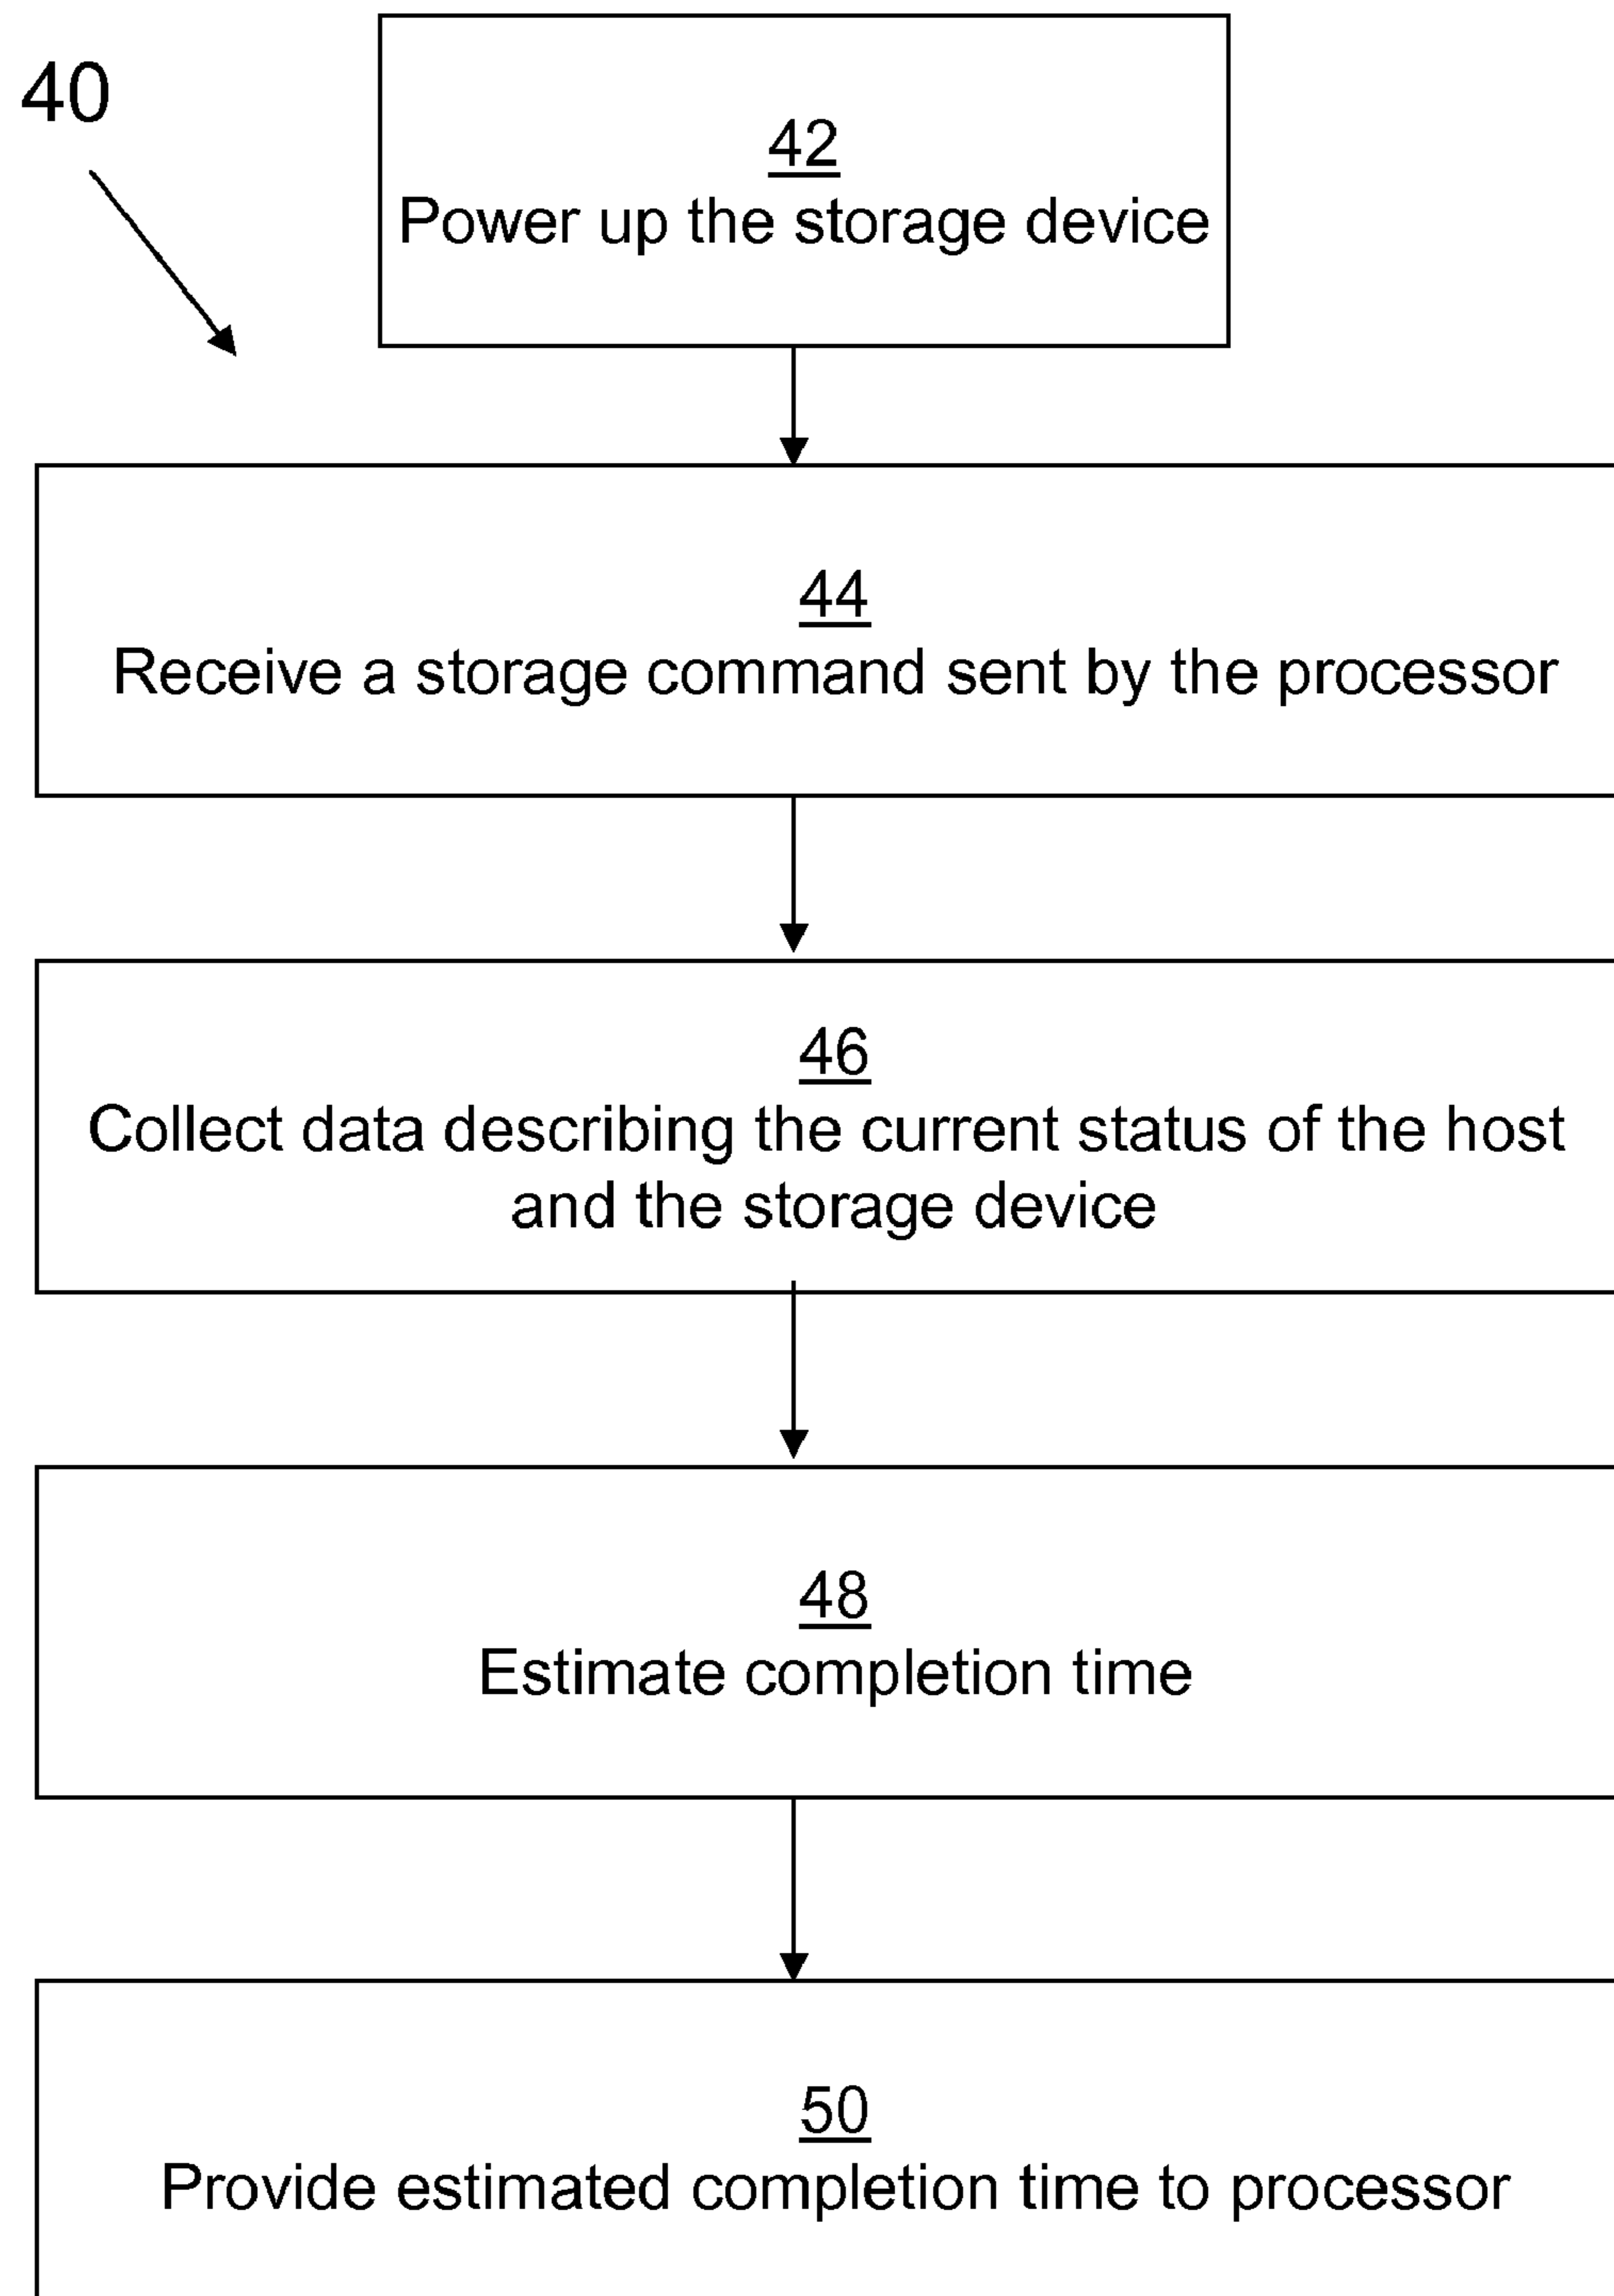 40
42
Power up the storage device
44
Receive a storage command sent by the processor
46
Collect data describing the current status of the host
and the storage device
48
Estimate completion time
50
Provide estimated completion time to processor